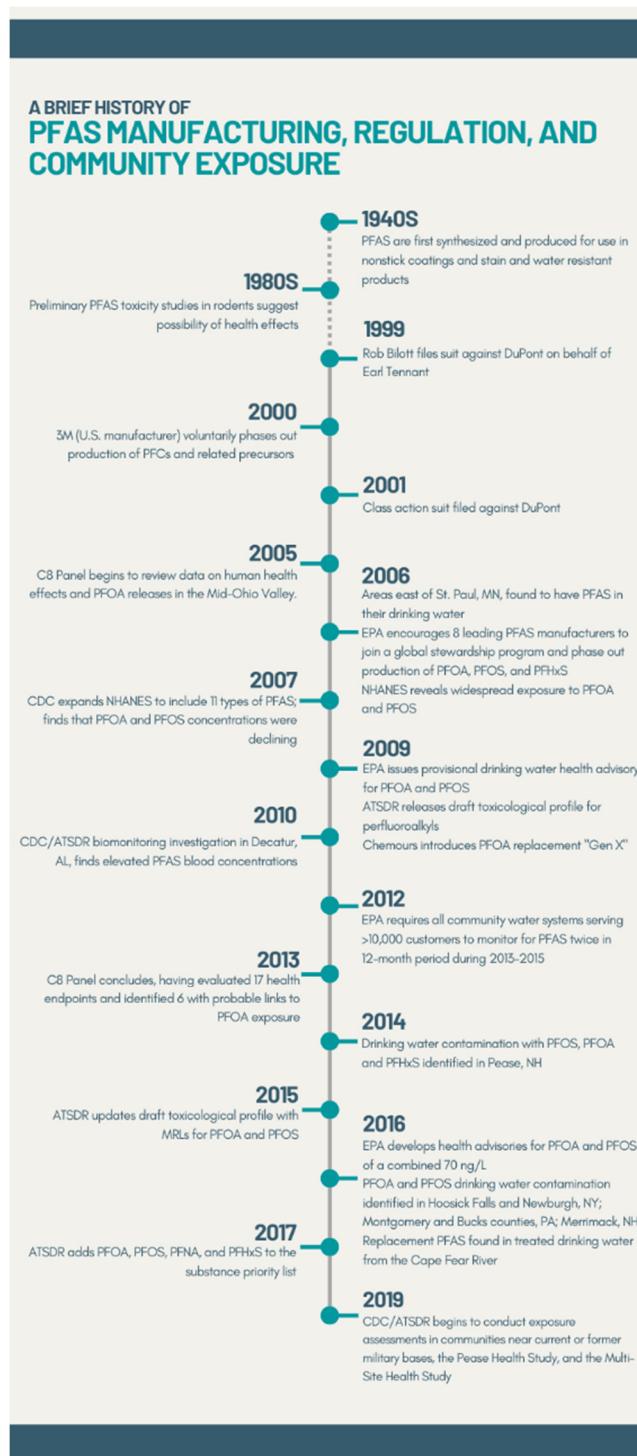 A BRIEF HISTORY OF
PFAS MANUFACTURING, REGULATION, AND
COMMUNITY EXPOSURE
1940S
PFAS are first synthesized and produced for use in
nonstick coatings and stain and water resistant
products
1980S
Preliminary PFAS toxicity studies in rodents suggest
possibility of health effects
1999
Rob Bilott files suit against DuPont on behalf of
Earl Tennant
2000
3M (U.S. manufacturer) voluntarily phases out
production of PFCs and related precursors
2001
Class action suit filed against DuPont
2005
C8 Panel begins to review data on human health
effects and PFOA releases in the Mid-Ohio Valley.
2006
Areas east of St. Paul, MN, found to have PFAS in
their drinking water
EPA encourages 8 leading PFAS manufacturers to
join a global stewardship program and phase out
production of PFOA, PFOS, and PFHxS
NHANES reveals widespread exposure to PFOA
and PFOS
2007
CDC expands NHANES to include 11 types of PFAS;
finds that PFOA and PFOS concentrations were
declining
2009
EPA issues provisional drinking water health advisory
for PFOA and PFOS
ATSDR releases draft toxicological profile for
perfluoroalkyls
Chemours introduces PFOA replacement "Gen X"
2010
CDC/ATSDR biomonitoring investigation in Decatur,
AL, finds elevated PFAS blood concentrations
2012
EPA requires all community water systems serving
>10,000 customers to monitor for PFAS twice in
12-month period during 2013-2015
2013
C8 Panel concludes, having evaluated 17 health
endpoints and identified 6 with probable links to
PFOA exposure
2014
Drinking water contamination with PFOS, PFOA
and PFHxS identified in Pease, NH
2015
ATSDR updates draft toxicological profile with
MRLs for PFOA and PFOS
2016
EPA develops health advisories for PFOA and PFOS
of a combined 70 ng/L
PFOA and PFOS drinking water contamination
identified in Hoosick Falls and Newburgh, NY;
Montgomery and Bucks counties, PA; Merrimack, NH
Replacement PFAS found in treated drinking water
from the Cape Fear River
2017
ATSDR adds PFOA, PFOS, PFNA, and PFHxS to the
substance priority list
2019
CDC/ATSDR begins to conduct exposure
assessments in communities near current or former
military bases, the Pease Health Study, and the Multi-
Site Health Study